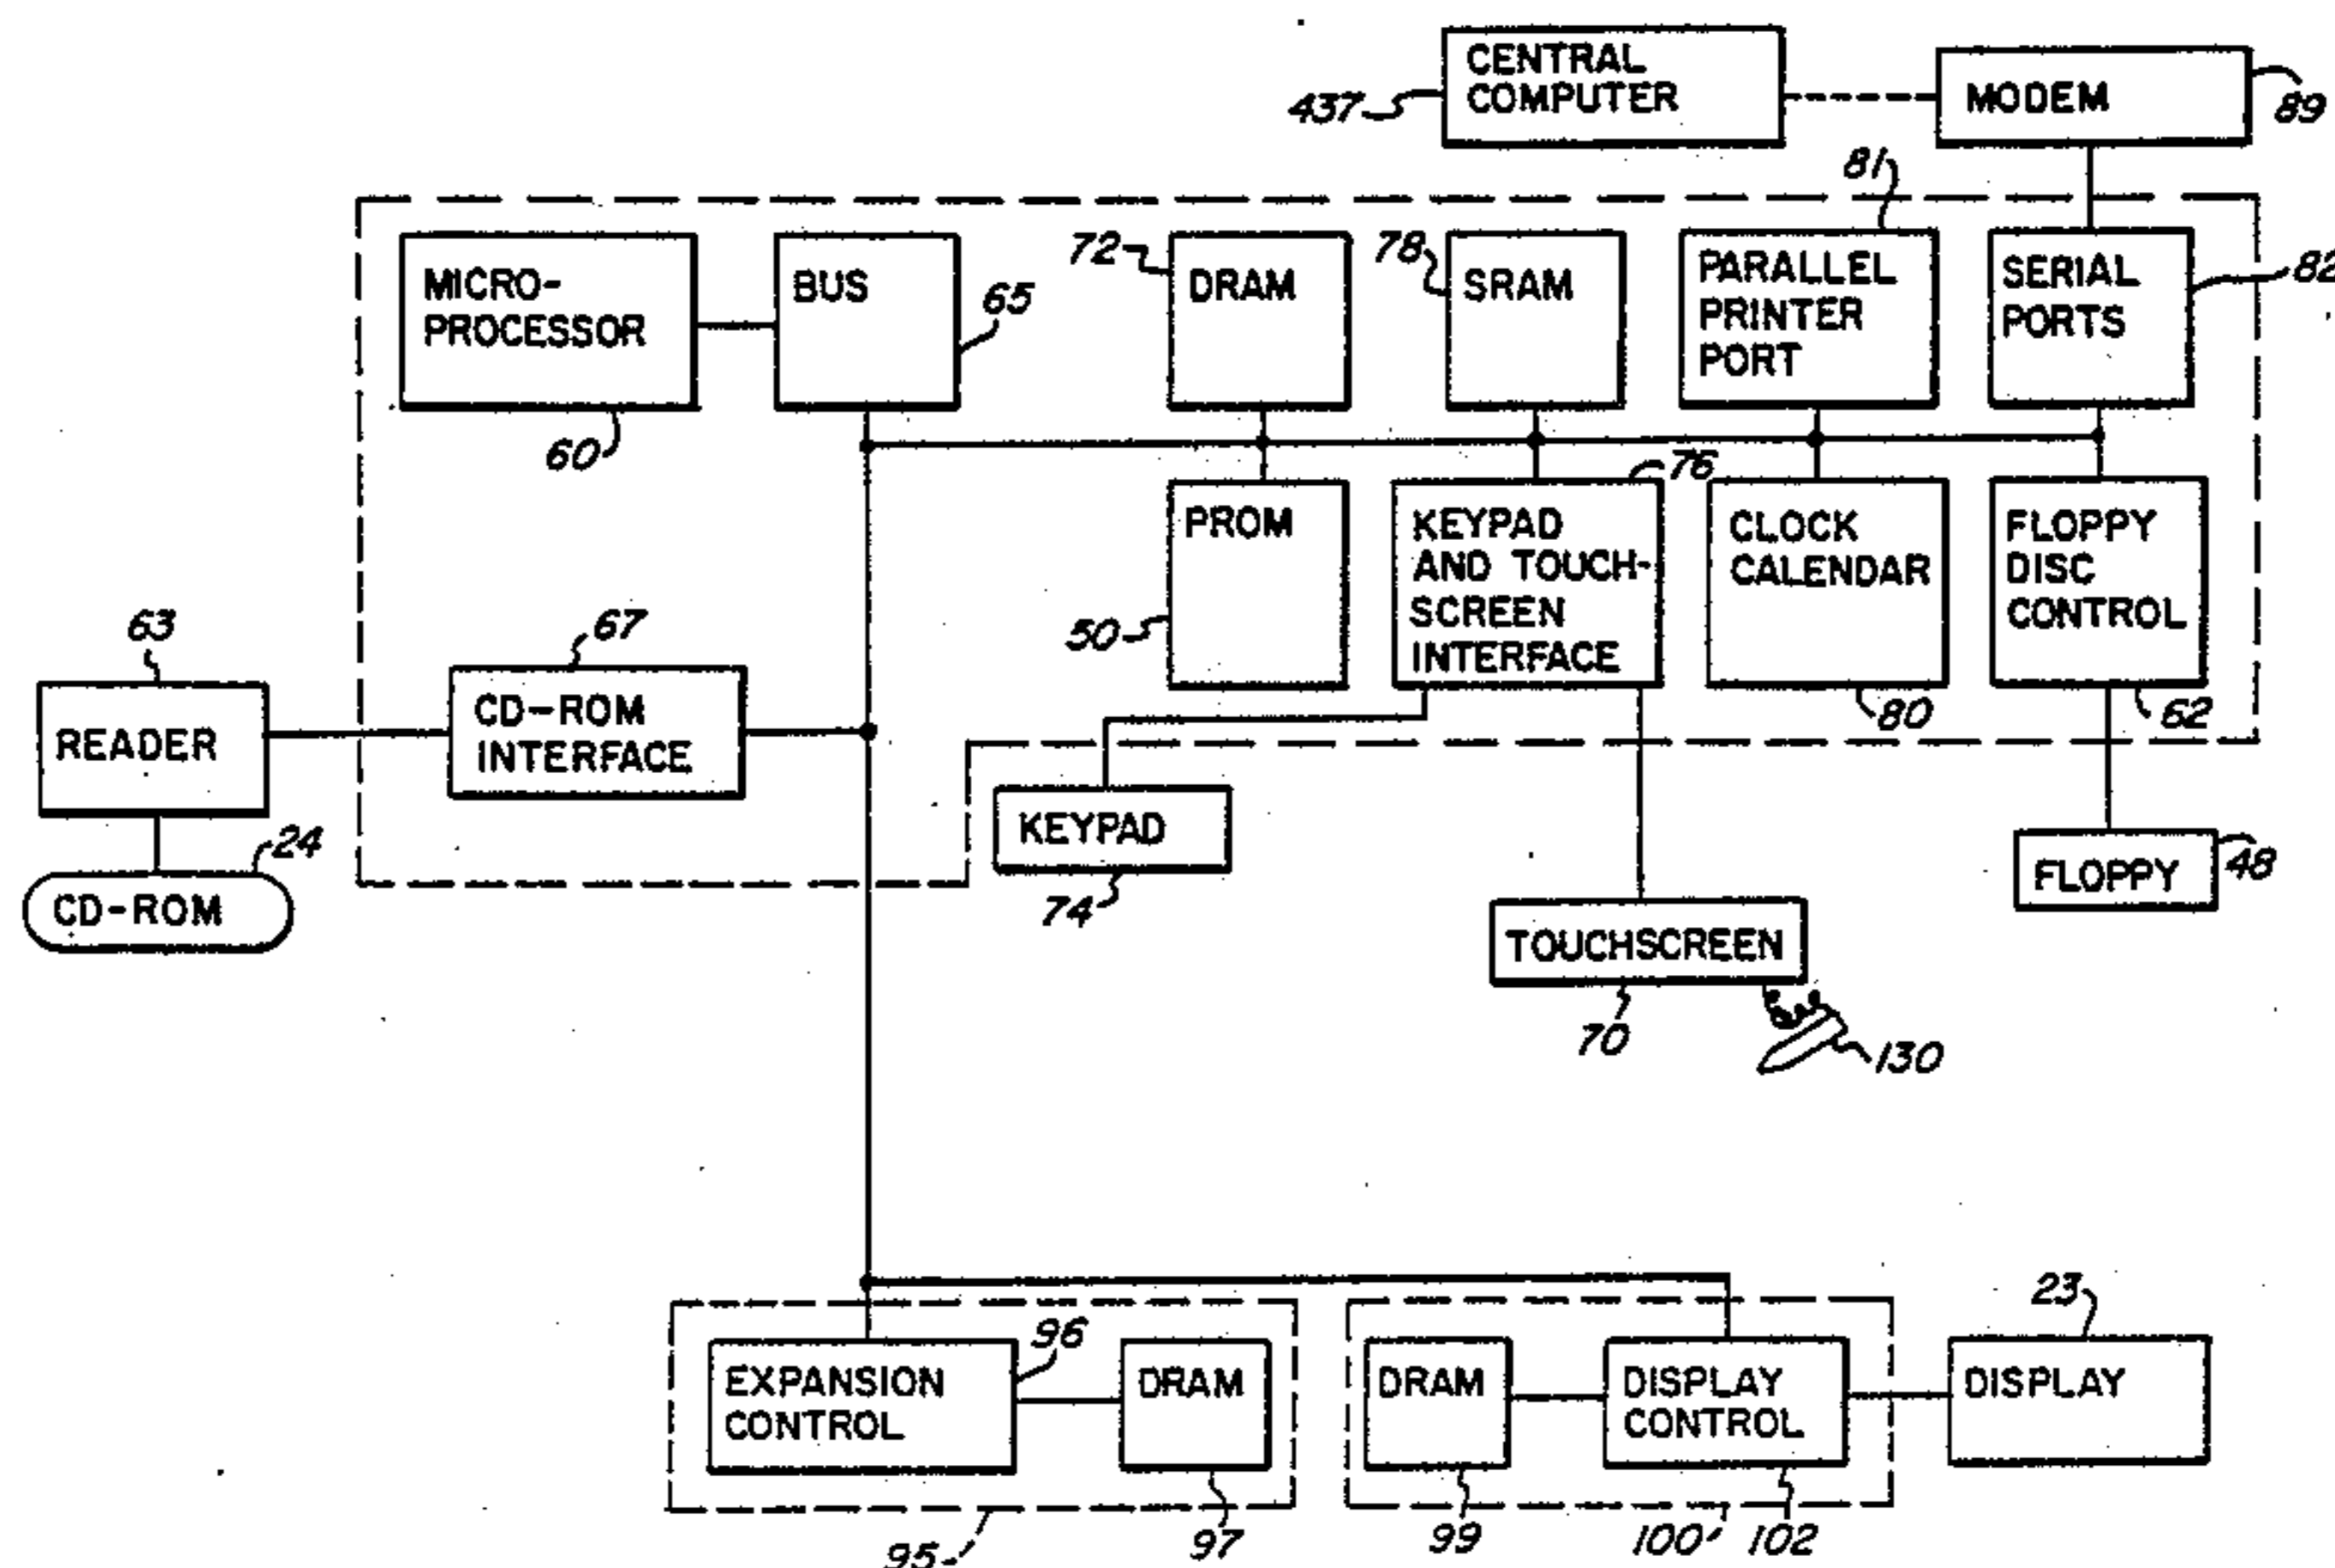 CENTRAL
COMPUTER
437
MODEM
89
81
MICRO-
PROCESSOR
60
BUS
65
72
DRAM
78
SRAM
PARALLEL
PRINTER
PORT
SERIAL
PORTS
82
PROM
50
76
KEYPAD
AND TOUCH-
SCREEN
INTERFACE
CLOCK
CALENDAR
80
FLOPPY
DISC
CONTROL
62
63
READER
67
CD-ROM
INTERFACE
24
CD-ROM
KEYPAD
74
FLOPPY
48
TOUCHSCREEN
70
130
EXPANSION
CONTROL
96
DRAM
97
95
DRAM
99
DISPLAY
CONTROL
100'
102
23
DISPLAY